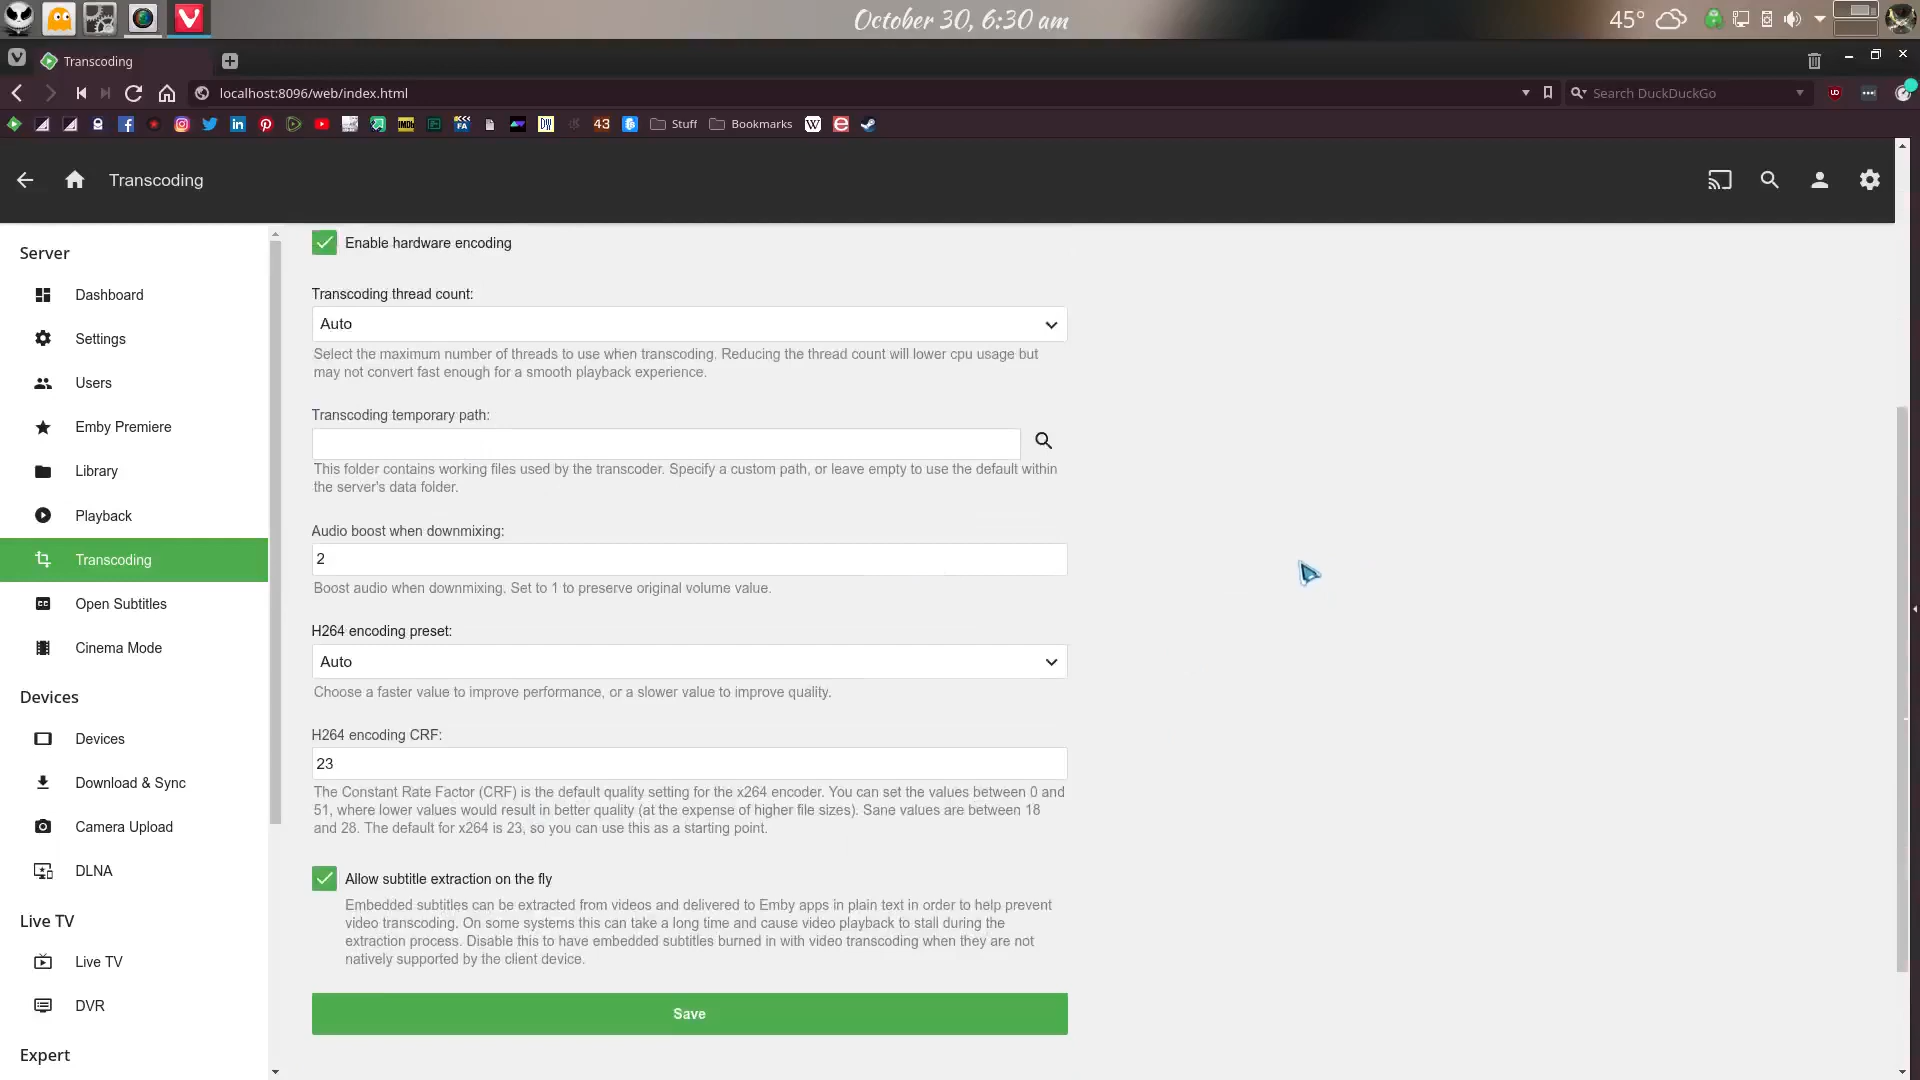 October 30, 6:30 am
45°
Transcoding
localhost:8096/web/index.html
Search DuckDuckGo
IMDb
FA
DW
43
Stuff
Bookmarks
W
Transcoding
Server
Dashboard
Settings
Users
Emby Premiere
Library
Playback
Transcoding
Open Subtitles
Cinema Mode
Devices
Devices
Download & Sync
Camera Upload
DLNA
Live TV
Live TV
DVR
Expert
Enable hardware encoding
Transcoding thread count:
Auto
Select the maximum number of threads to use when transcoding. Reducing the thread count will lower cpu usage but
may not convert fast enough for a smooth playback experience.
Transcoding temporary path:
This folder contains working files used by the transcoder. Specify a custom path, or leave empty to use the default within
the server's data folder.
Audio boost when downmixing:
2
Boost audio when downmixing. Set to 1 to preserve original volume value.
H264 encoding preset:
Auto
Choose a faster value to improve performance, or a slower value to improve quality.
H264 encoding CRF:
23
The Constant Rate Factor (CRF) is the default quality setting for the x264 encoder. You can set the values between 0 and
51, where lower values would result in better quality (at the expense of higher file sizes). Sane values are between 18
and 28. The default for x264 is 23, so you can use this as a starting point.
Allow subtitle extraction on the fly
Embedded subtitles can be extracted from videos and delivered to Emby apps in plain text in order to help prevent
video transcoding. On some systems this can take a long time and cause video playback to stall during the
extraction process. Disable this to have embedded subtitles burned in with video transcoding when they are not
natively supported by the client device.
Save